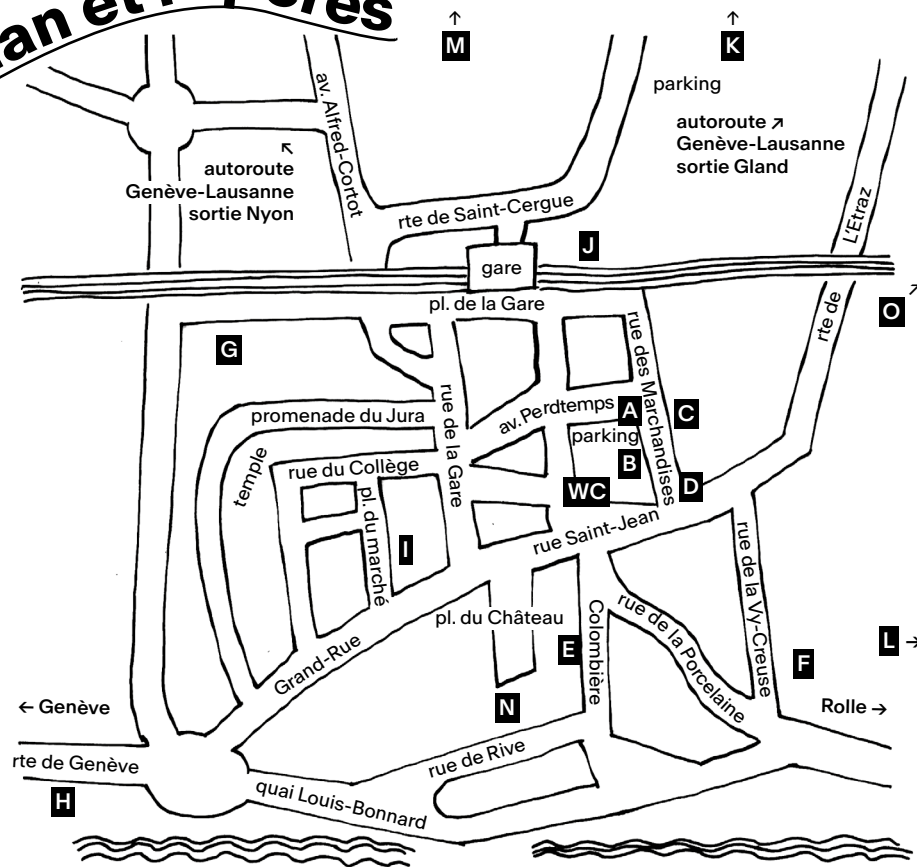 et Repères
M
K
parking
autoroute ↗
Genève-Lausanne
sortie Gland
av. Alfred-Cortot
↖
autoroute
Genève-Lausanne
sortie Nyon
rte de Saint-Cergue
L'Etraz
rte de
J
gare
pl. de la Gare
O
G
rue des Marchandises
promenade du Jura
rue de la Gare
av. Perdtemps
A
C
parking
B
temple
rue du Collège
WC
D
pl. du marché
I
rue Saint-Jean
rue de la Vy-Creuse
pl. du Château
Colombière
rue de la Porcelaine
E
L →
F
Grand-Rue
N
← Genève
Rolle →
rte de Genève
rue de Rive
H
quai Louis-Bonnard